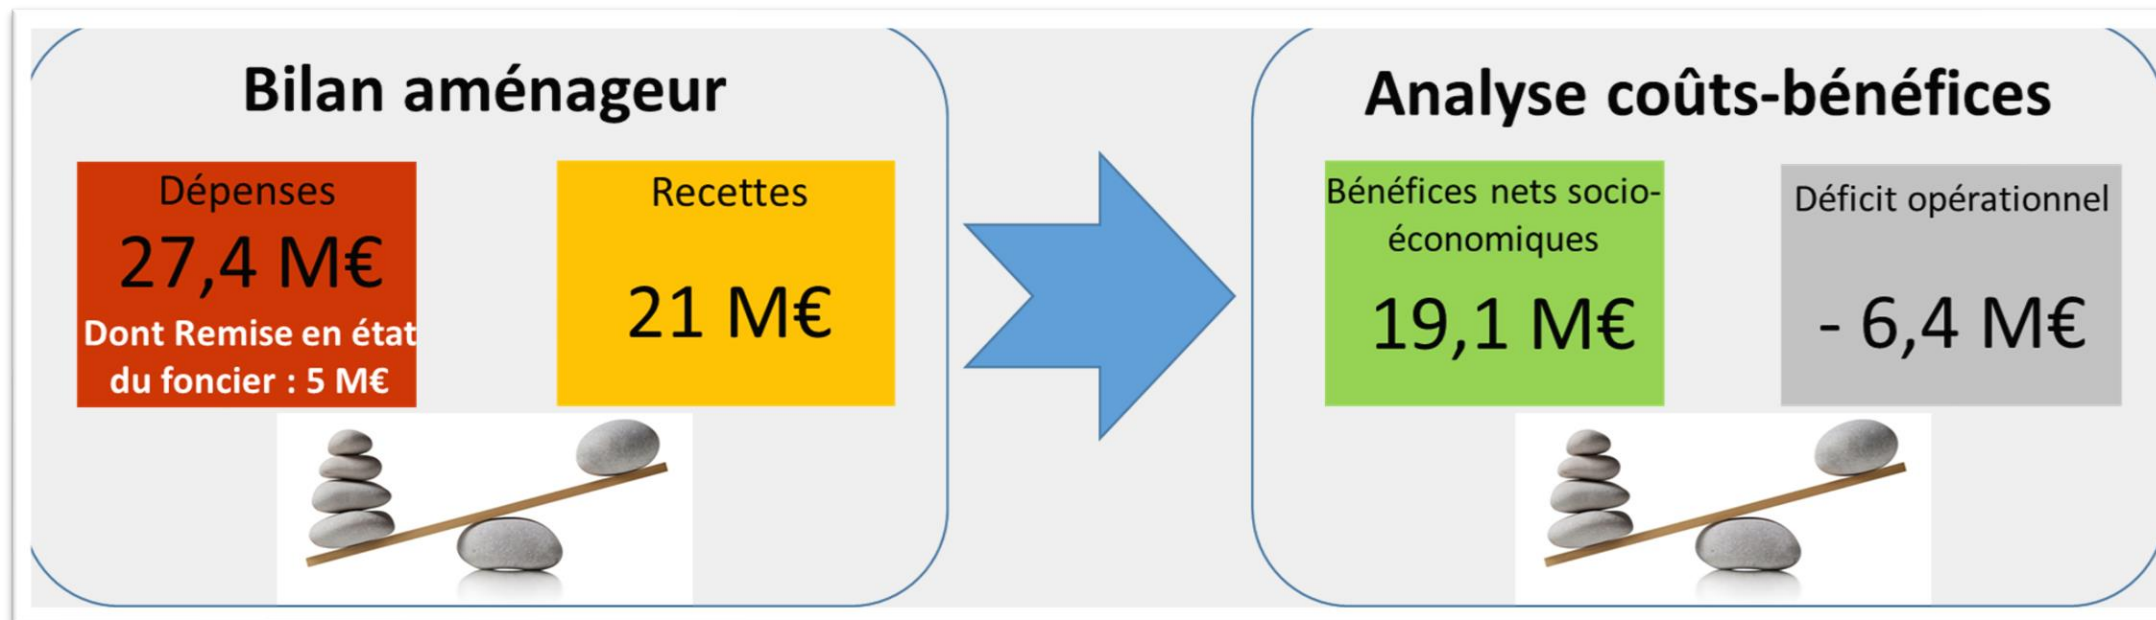 Bilan aménageur
Dépenses
27,4 M€
Dont Remise en état
du foncier : 5 M€
Recettes
21 M€
Analyse coûts-bénéfices
Bénéfices nets socio-
économiques
19,1 M€
Déficit opérationnel
- 6,4 M€